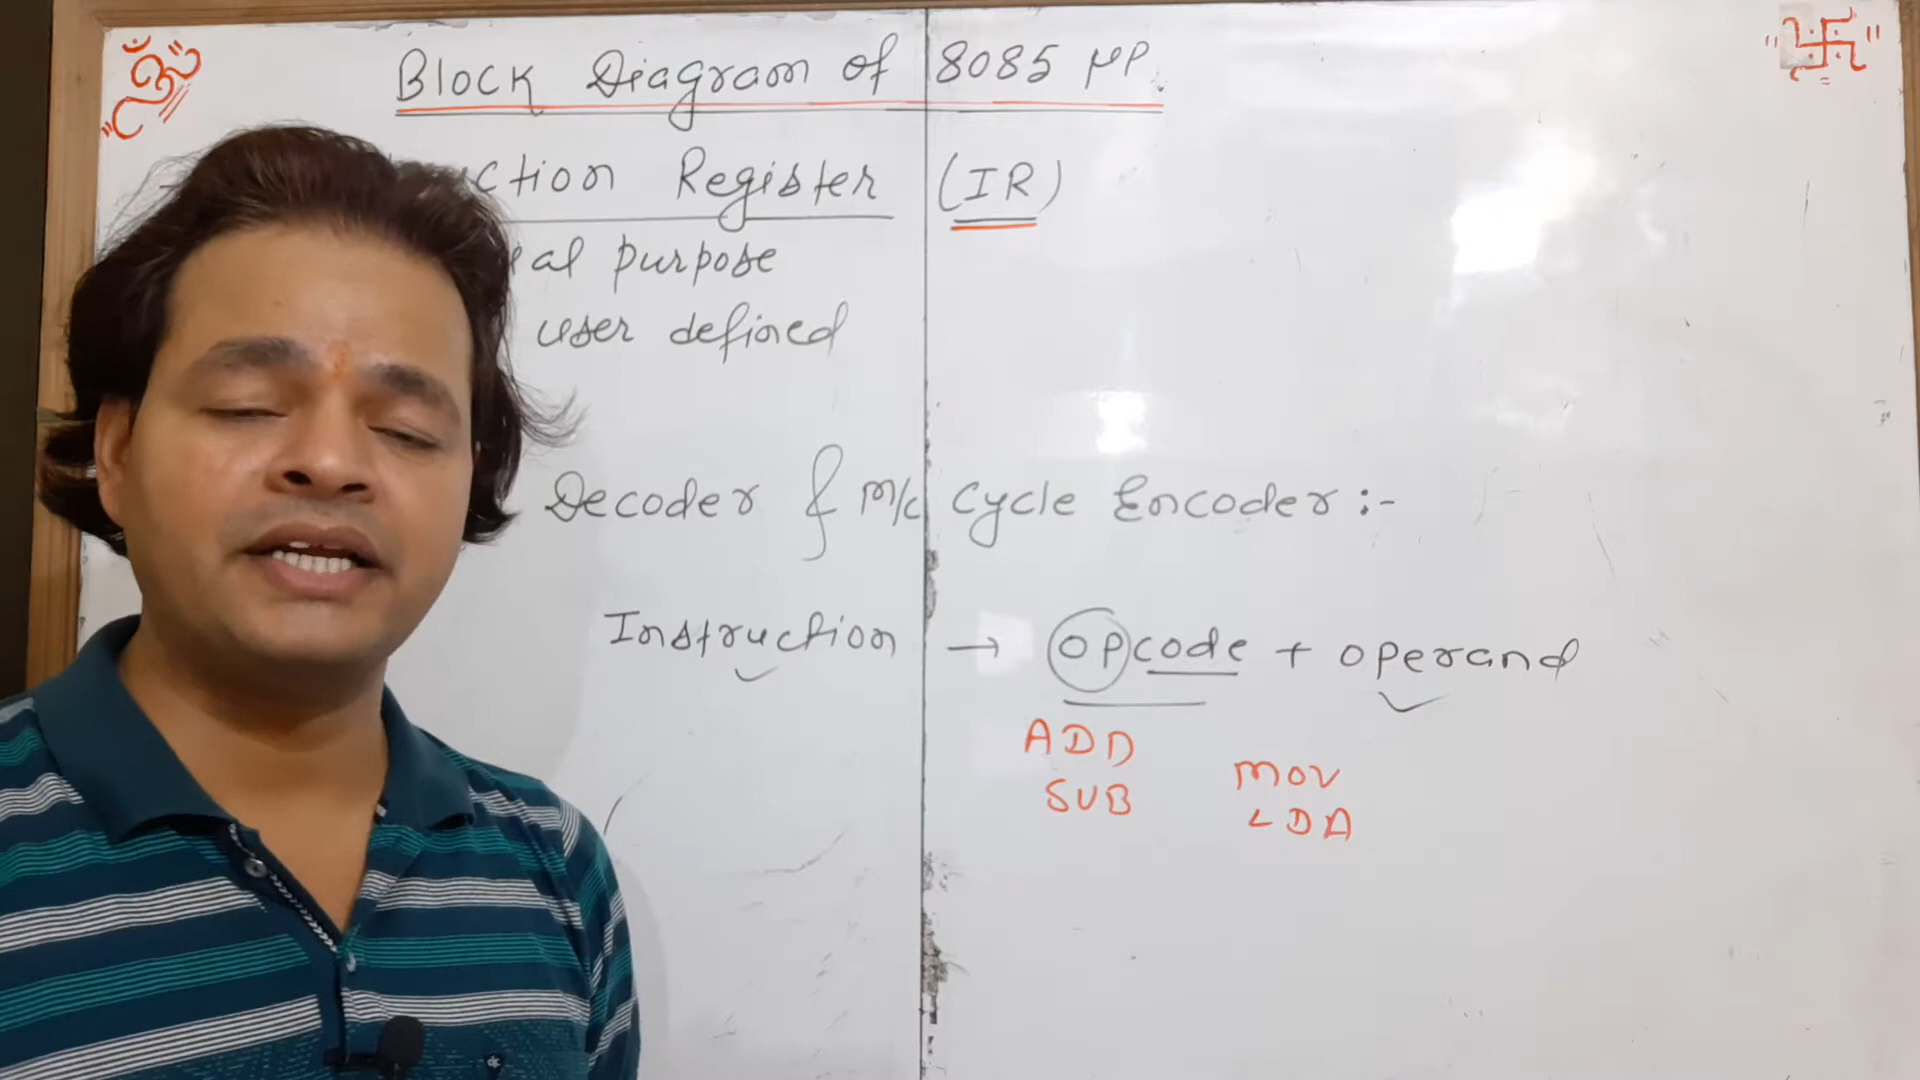 ॐ
Block Diagram of 8085 μP.
ction Register (IR)
al purpose
user defined
Decoder & M/c Cycle Encoder :-
Instruction → opcode + operand
ADD
MOV
SUB
LDA